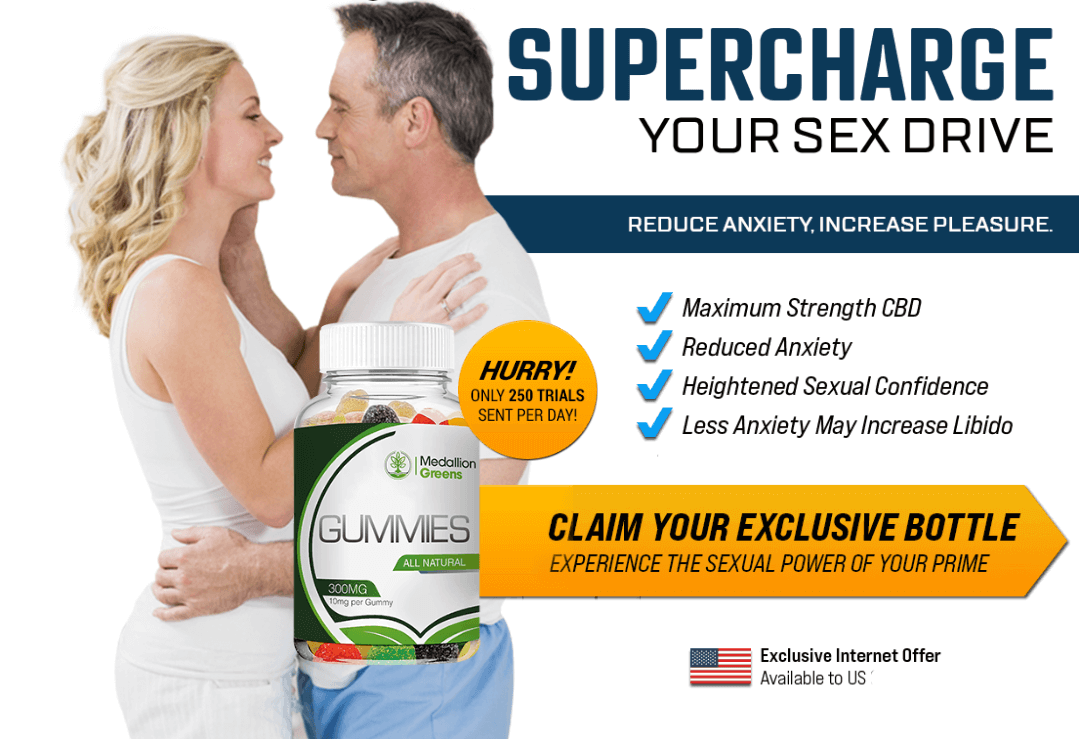 SUPERCHARGE
YOUR SEX DRIVE
REDUCE ANXIETY, INCREASE PLEASURE.
Maximum Strength CBD
Reduced Anxiety
Heightened Sexual Confidence
Less Anxiety May Increase Libido
HURRY!
ONLY 250 TRIALS
SENT PER DAY!
Medallion
Greens
GUMMIES
ALL NATURAL
300MG
10mg per Gummy
CLAIM YOUR EXCLUSIVE BOTTLE
EXPERIENCE THE SEXUAL POWER OF YOUR PRIME
Exclusive Internet Offer
Available to US